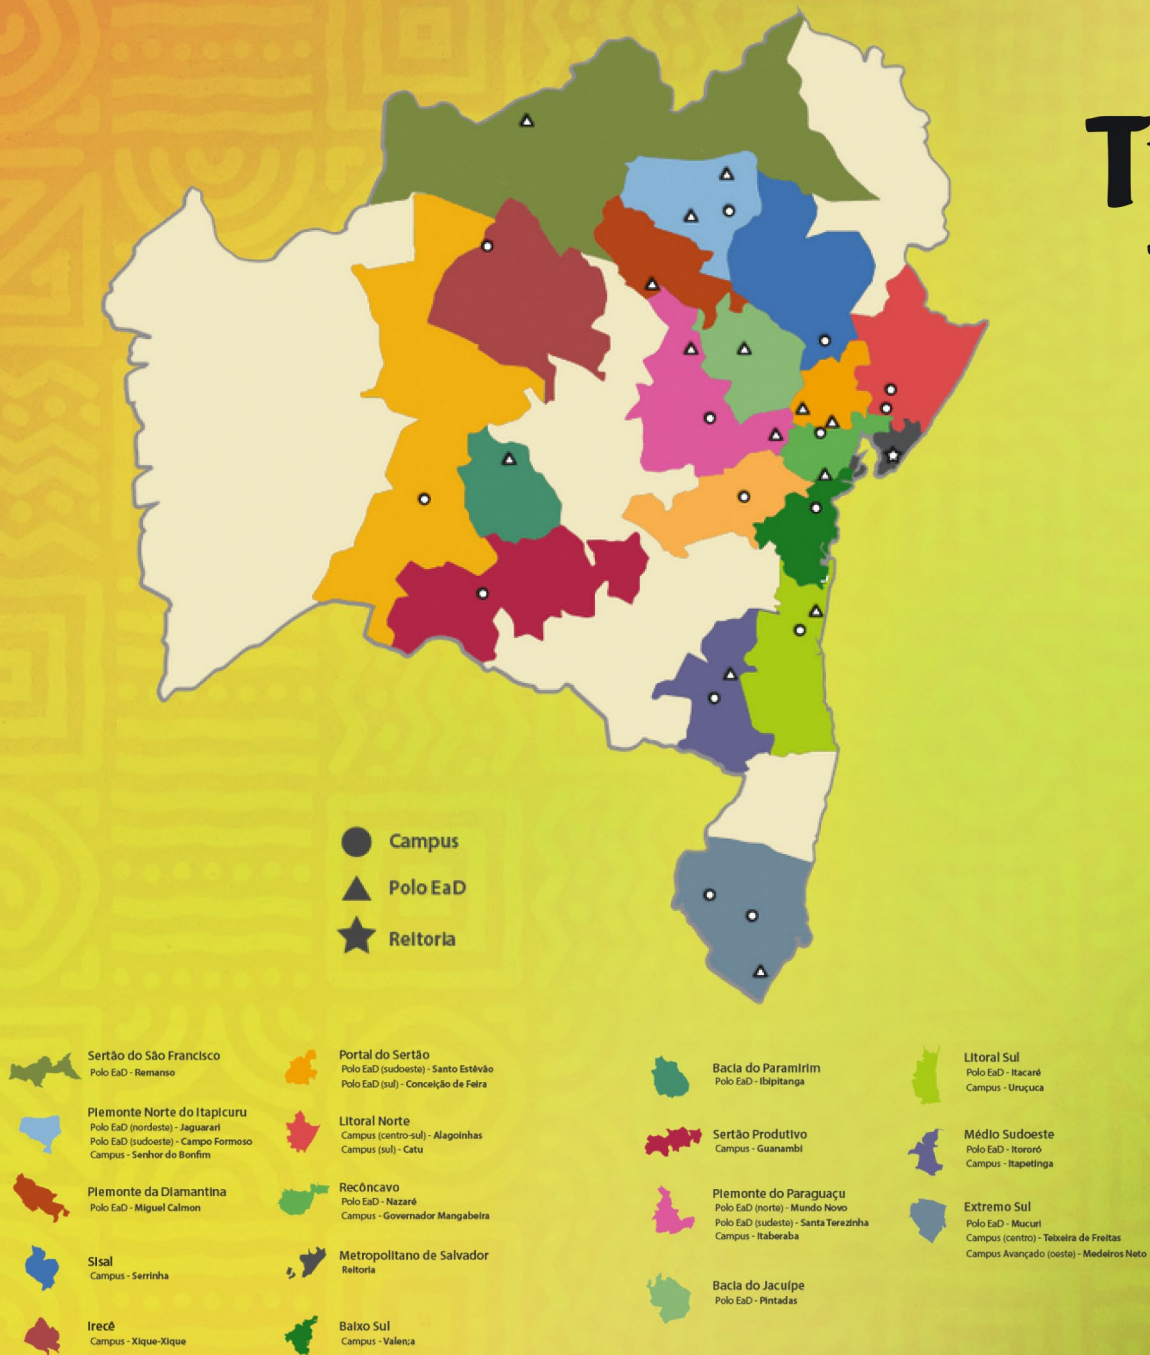 T
Campus
Polo EaD
Reitoria
Sertão do São Francisco
Polo EaD - Remanso
Piemonte Norte do Itapicuru
Polo EaD (nordeste) - Jaguarari
Polo EaD (sudoeste) - Campo Formoso
Campus - Senhor do Bonfim
Piemonte da Diamantina
Polo EaD - Miguel Calmon
Sisal
Campus - Serrinha
Irecê
Campus - Xique-Xique
Portal do Sertão
Polo EaD (sudoeste) - Santo Estêvão
Polo EaD (sul) - Conceição de Feira
Litoral Norte
Campus (centro-sul) - Alagoinhas
Campus (sul) - Catu
Recôncavo
Polo EaD - Nazaré
Campus - Governador Mangabeira
Metropolitano de Salvador
Reitoria
Baixo Sul
Campus - Valen;a
Bacia do Paramirim
Polo EaD - Ibipitanga
Sertão Produtivo
Campus - Guanambi
Piemonte do Paraguaçu
Polo EaD (norte) - Mundo Novo
Polo EaD (sudeste) - Santa Terezinha
Campus - Itaberaba
Bacia do Jacuípe
Polo EaD - Pintadas
Litoral Sul
Polo EaD - Itacaré
Campus - Uruçuca
Médio Sudoeste
Polo EaD - Itororó
Campus - Itapetinga
Extremo Sul
Polo EaD - Mucuri
Campus (centro) - Teixeira de Freitas
Campus Avançado (oeste) - Medeiros Neto